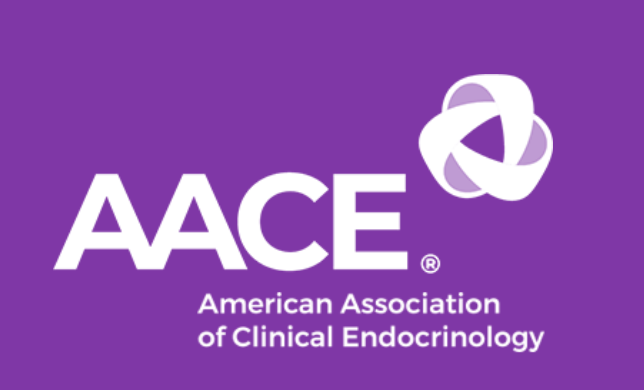 AACE®
American Association
of Clinical Endocrinology